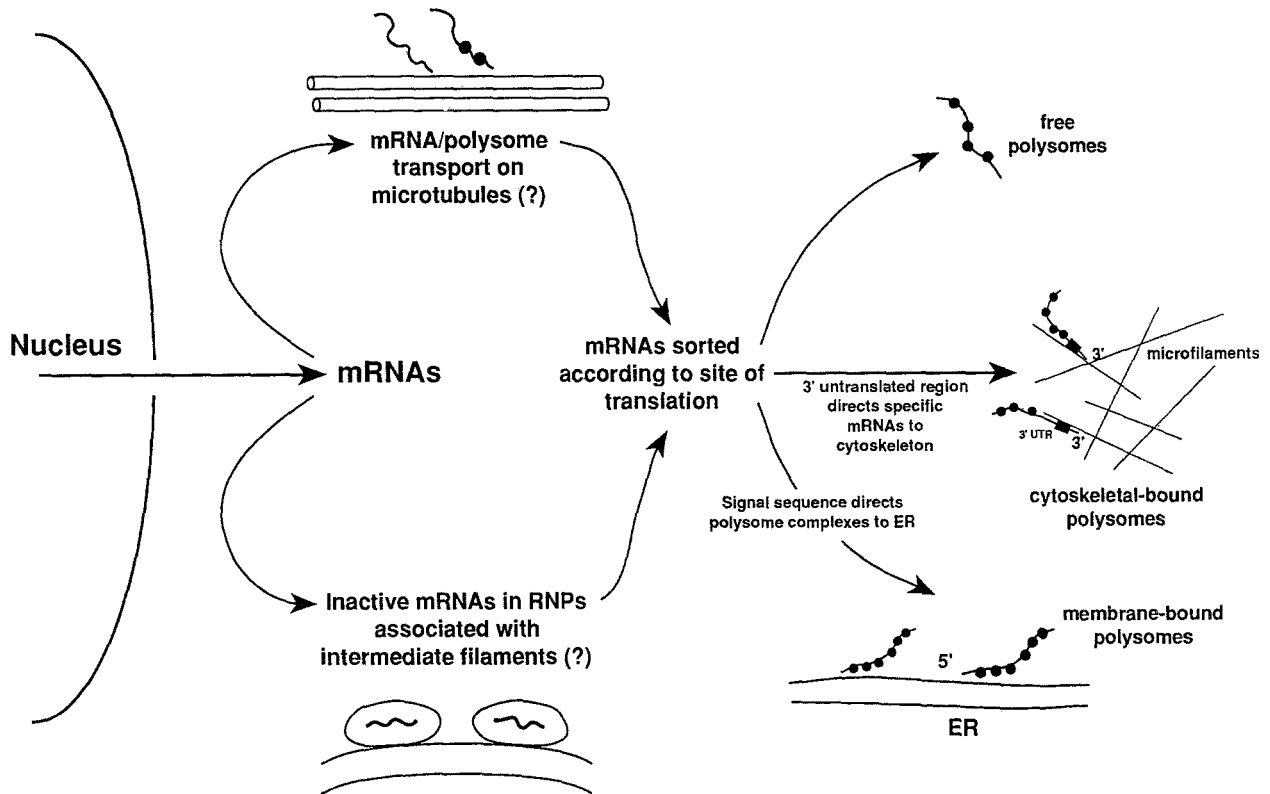 mRNA/polysome
transport on
microtubules (?)
free
polysomes
Nucleus
mRNAs
mRNAs sorted
according to site of
translation
3' untranslated region
directs specific
mRNAs to
cytoskeleton
3'
microfilaments
3' UTR
3'
cytoskeletal-bound
polysomes
Signal sequence directs
polysome complexes to ER
Inactive mRNAs in RNPs
associated with
intermediate filaments (?)
membrane-bound
polysomes
5'
ER